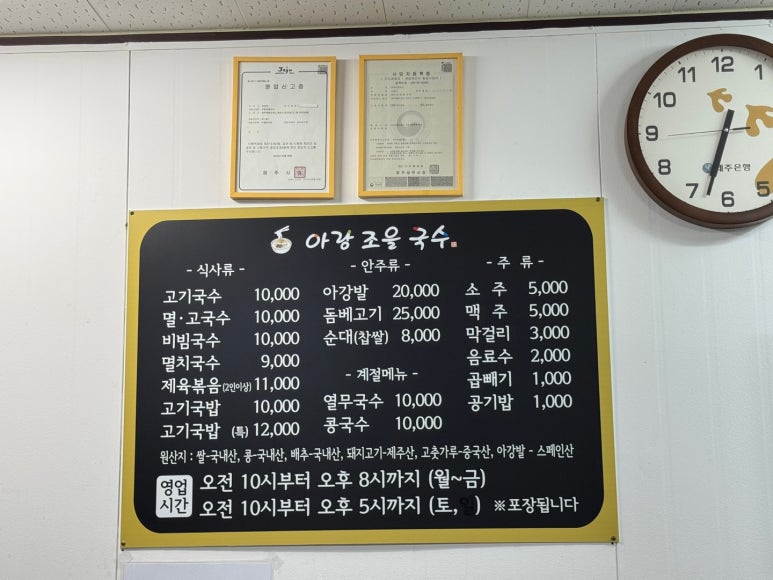 영업신고증
제주시
사업자등록증
12
11
10
9
8
7
6
5
1
제주은행
아랑 조을 국수
- 식사류 -
고기국수 10,000
멸·고국수 10,000
비빔국수 10,000
멸치국수 9,000
제육볶음(2인이상) 11,000
고기국밥 10,000
고기국밥 (특) 12,000
- 안주류 -
아강발 20,000
돔베고기 25,000
순대(찹쌀) 8,000
- 계절메뉴 -
열무국수 10,000
콩국수 10,000
- 주 류 -
소 주 5,000
맥 주 5,000
막걸리 3,000
음료수 2,000
곱빼기 1,000
공기밥 1,000
원산지 : 쌀-국내산, 콩-국내산, 배추-국내산, 돼지고기-제주산, 고춧가루-중국산, 아강발 - 스페인산
영업시간
오전 10시부터 오후 8시까지 (월~금)
오전 10시부터 오후 5시까지 (토,일) ※포장됩니다